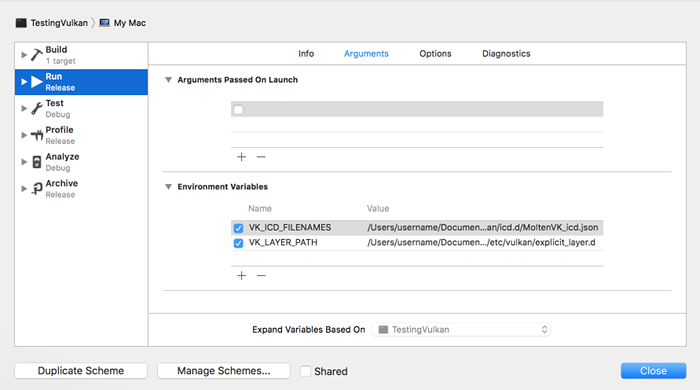 TestingVulkan My Mac
Info Arguments Options Diagnostics
Build
1 target
Run
Release
Test
Debug
Profile
Release
Analyze
Debug
Archive
Release
Arguments Passed On Launch
Environment Variables
Name Value
VK_ICD_FILENAMES /Users/username/Documen...an/icd.d/MoltenVK_icd.json
VK_LAYER_PATH /Users/username/Documen.../etc/vulkan/explicit_layer.d
Expand Variables Based On TestingVulkan
Duplicate Scheme Manage Schemes... Shared Close